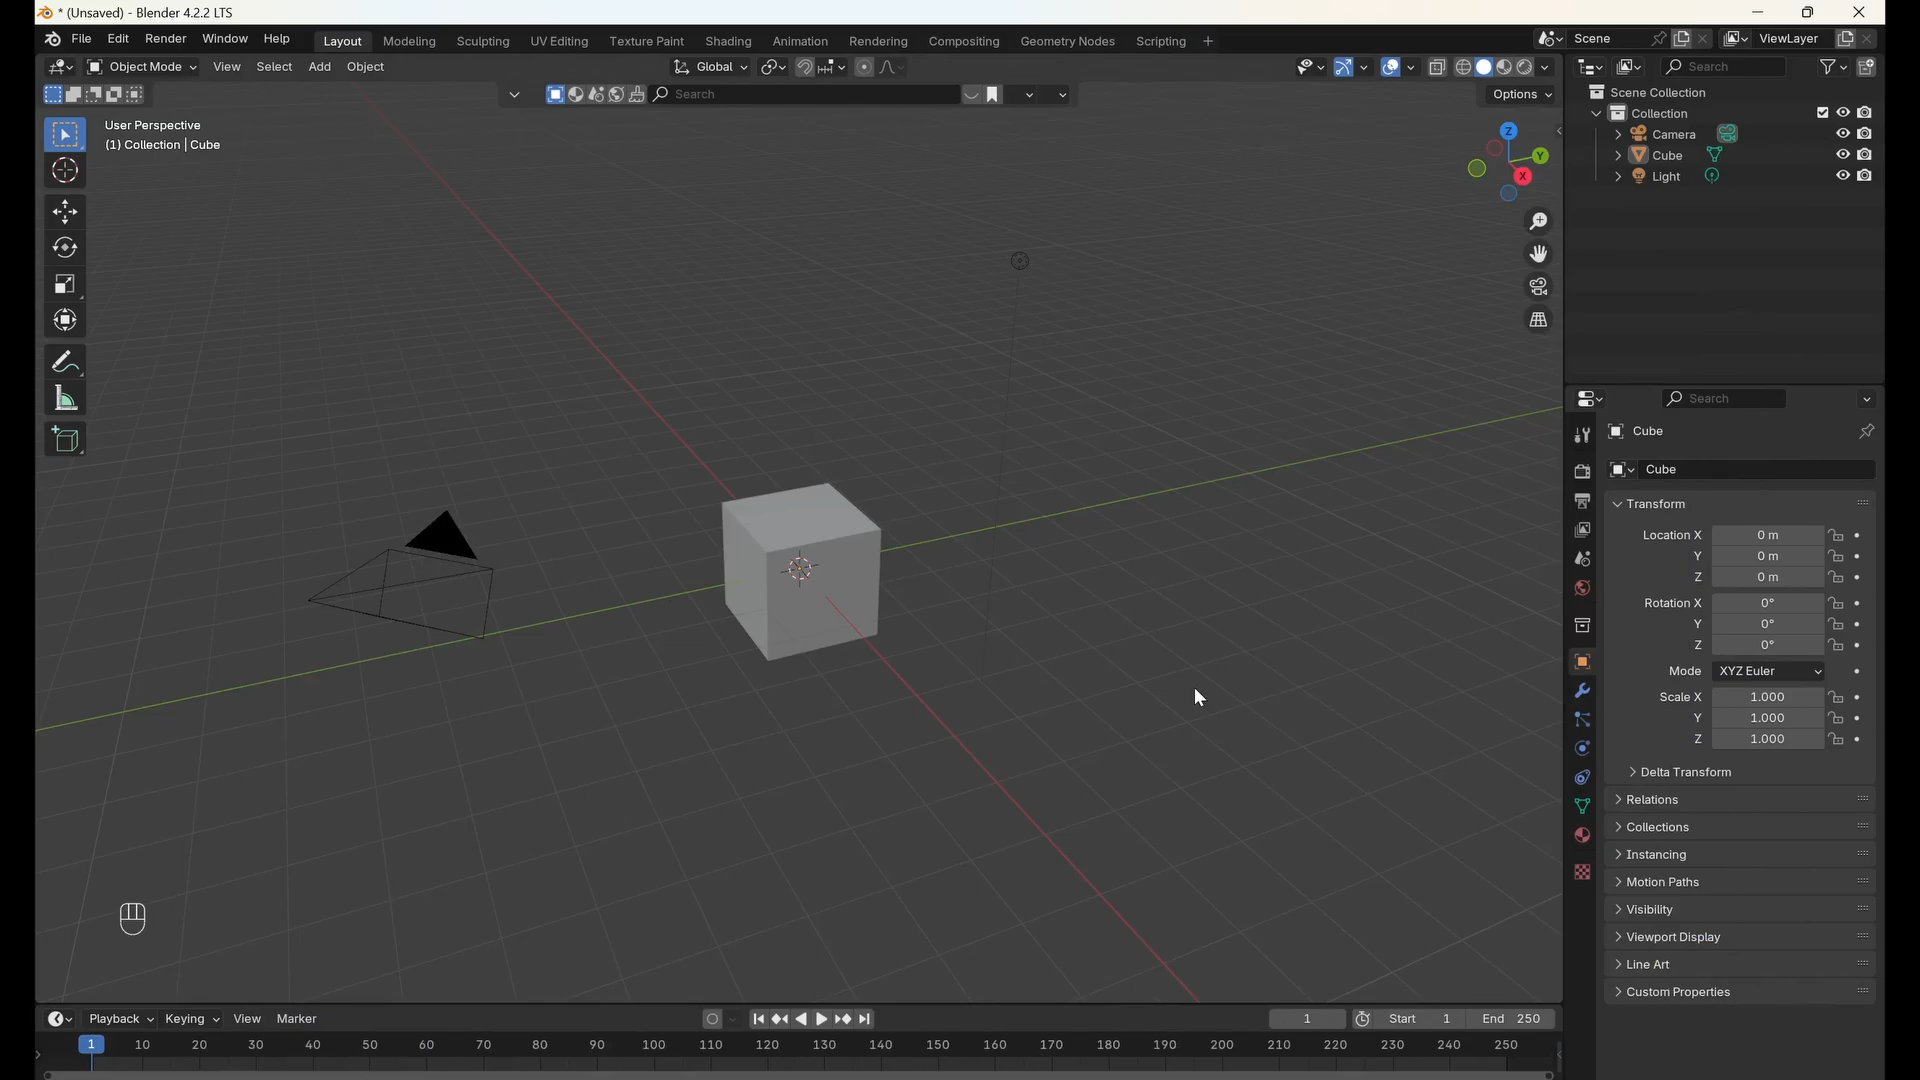 * (Unsaved) - Blender 4.2.2 LTS
File Edit Render Window Help Layout Modeling Sculpting UV Editing Texture Paint Shading Animation Rendering Compositing Geometry Nodes Scripting + Scene ViewLayer
Object Mode View Select Add Object Global Search
Search Options
User Perspective
(1) Collection | Cube
Z
Y
X
Scene Collection
Collection
Camera
Cube
Light
Search
Cube
Cube
Transform
Location X 0 m
Y 0 m
Z 0 m
Rotation X 0°
Y 0°
Z 0°
Mode XYZ Euler
Scale X 1.000
Y 1.000
Z 1.000
Delta Transform
Relations
Collections
Instancing
Motion Paths
Visibility
Viewport Display
Line Art
Custom Properties
Playback Keying View Marker 1 Start 1 End 250
1 10 20 30 40 50 60 70 80 90 100 110 120 130 140 150 160 170 180 190 200 210 220 230 240 250